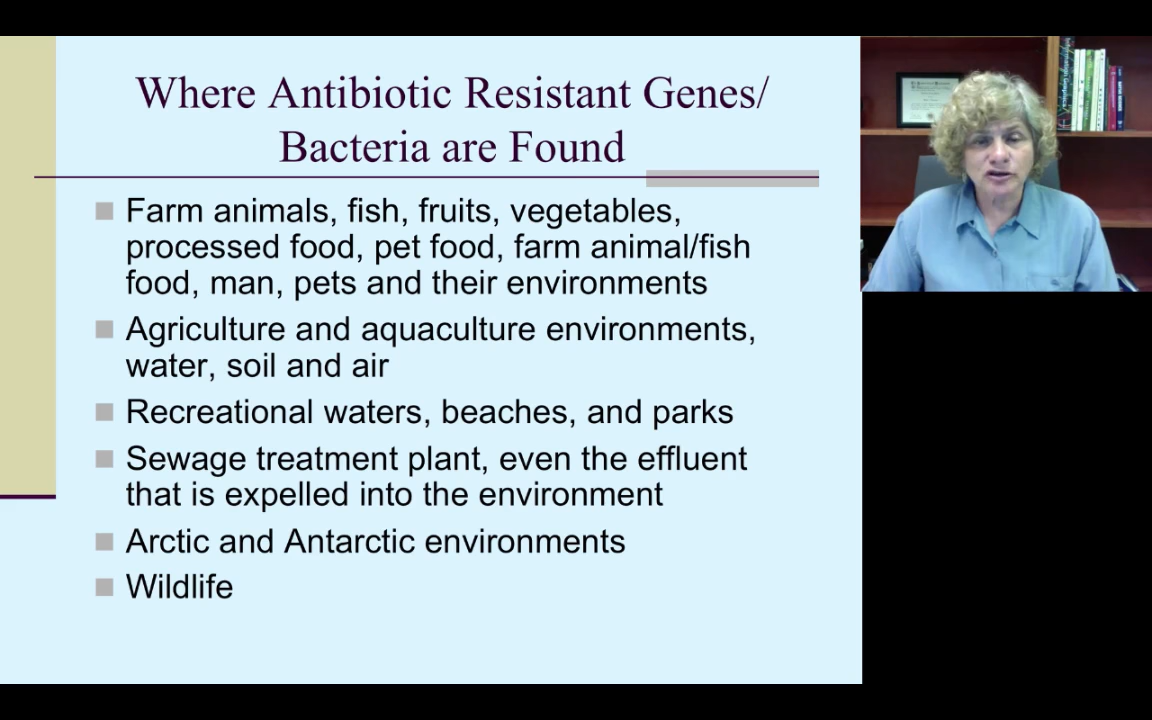 Where Antibiotic Resistant Genes/
Bacteria are Found
Farm animals, fish, fruits, vegetables,
processed food, pet food, farm animal/fish
food, man, pets and their environments
Agriculture and aquaculture environments,
water, soil and air
Recreational waters, beaches, and parks
Sewage treatment plant, even the effluent
that is expelled into the environment
Arctic and Antarctic environments
Wildlife